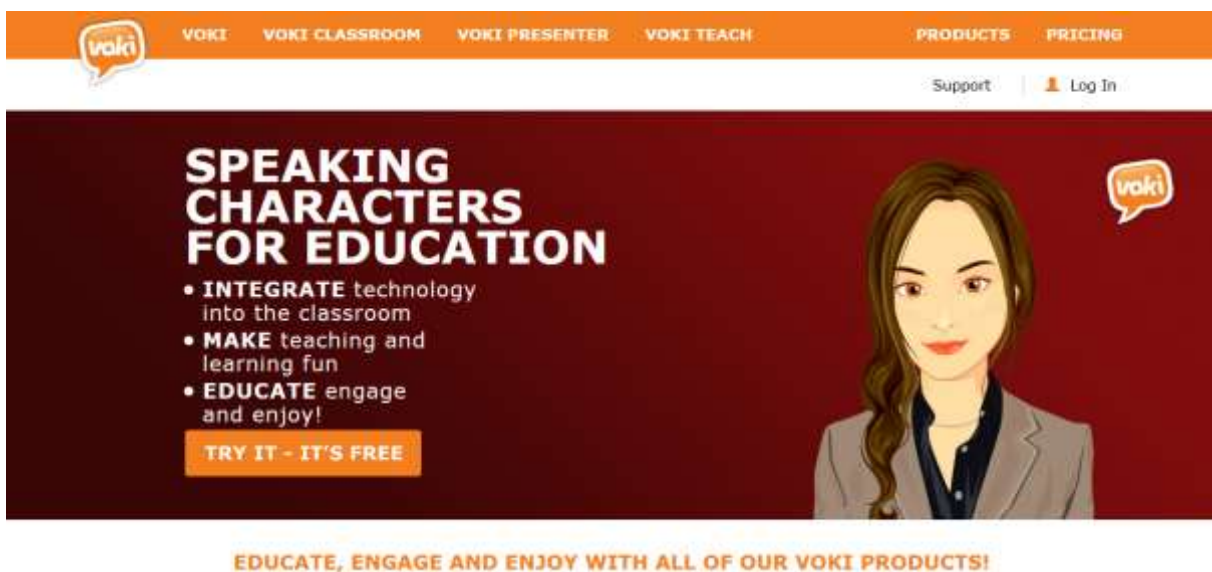 voki VOKI VOKI CLASSROOM VOKI PRESENTER VOKI TEACH PRODUCTS PRICING
Support Log In
SPEAKING
CHARACTERS
FOR EDUCATION
• INTEGRATE technology
into the classroom
• MAKE teaching and
learning fun
• EDUCATE engage
and enjoy!
TRY IT - IT'S FREE
voki
EDUCATE, ENGAGE AND ENJOY WITH ALL OF OUR VOKI PRODUCTS!